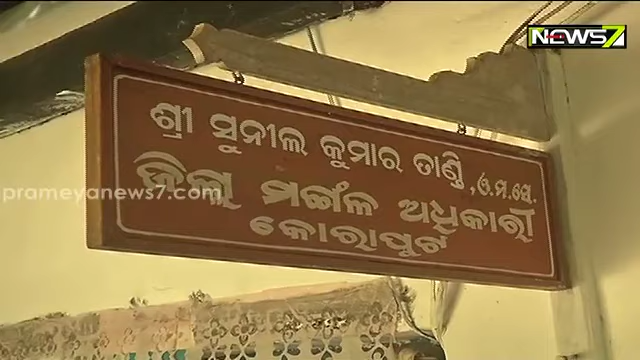 NEWS7
ଶ୍ରୀ ସୁନୀଲ କୁମାର ତାଣ୍ଡି, ଓ.ମ.ସେ.
prameyanews7.com
ଜିଲ୍ଲା ମଙ୍ଗଳ ଅଧିକାରୀ
କୋରାପୁଟ